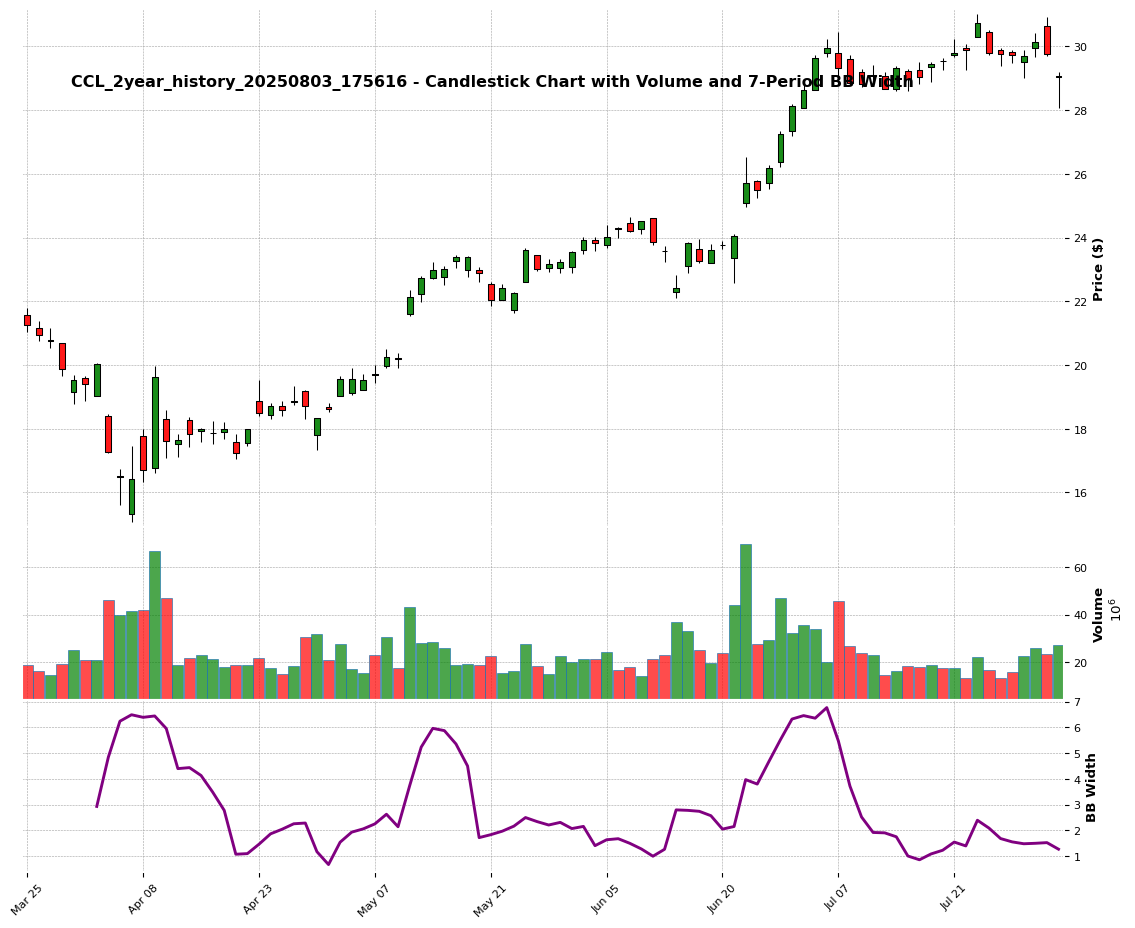 CCL_2year_history_20250803_175616 - Candlestick Chart with Volume and 7-Period BB Width
30
28
26
24
22
20
18
16
Price ($)
60
40
20
Volume
10^6
7
6
5
4
3
2
1
BB Width
Mar 25
Apr 08
Apr 23
May 07
May 21
Jun 05
Jun 20
Jul 07
Jul 21